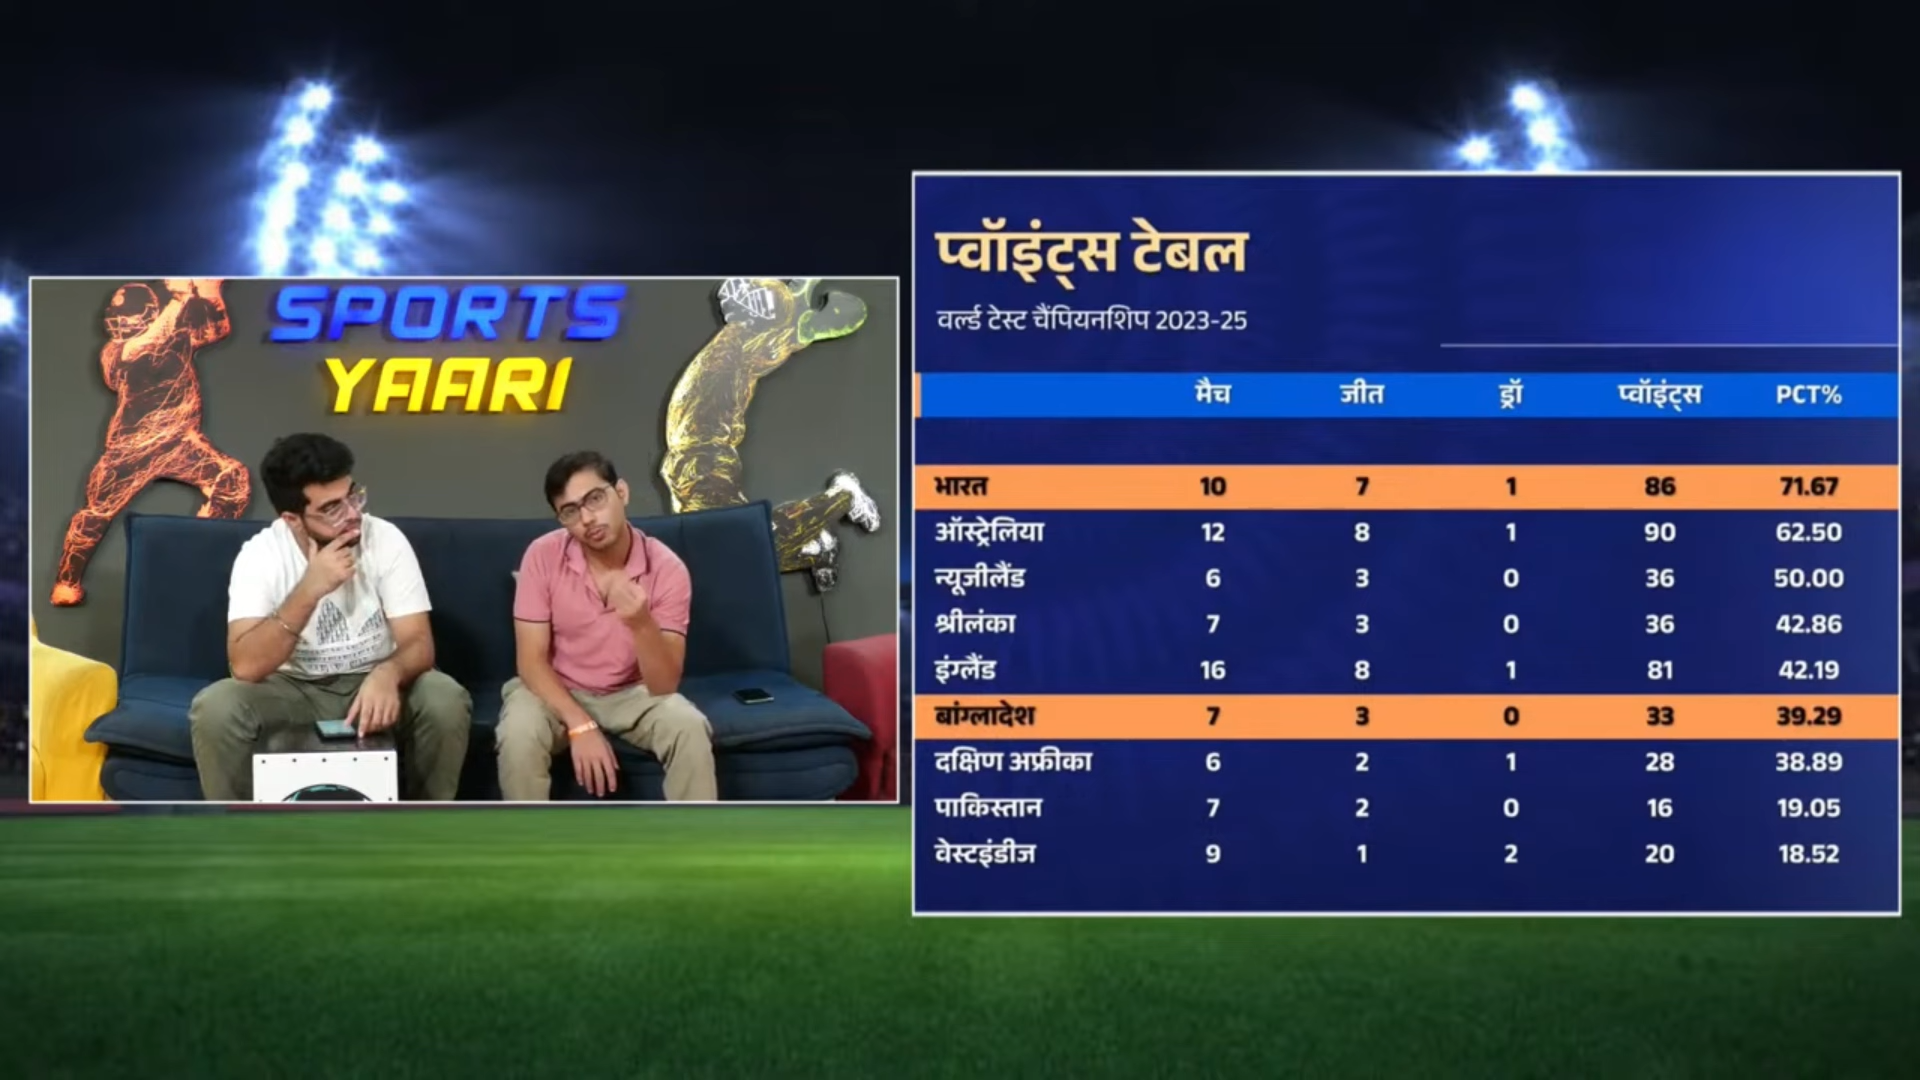 SPORTS
YAARI
प्वॉइंट्स टेबल
वर्ल्ड टेस्ट चैंपियनशिप 2023-25
मैच जीत ड्रॉ प्वॉइंट्स PCT%
भारत 10 7 1 86 71.67
ऑस्ट्रेलिया 12 8 1 90 62.50
न्यूजीलैंड 6 3 0 36 50.00
श्रीलंका 7 3 0 36 42.86
इंग्लैंड 16 8 1 81 42.19
बांग्लादेश 7 3 0 33 39.29
दक्षिण अफ्रीका 6 2 1 28 38.89
पाकिस्तान 7 2 0 16 19.05
वेस्टइंडीज 9 1 2 20 18.52